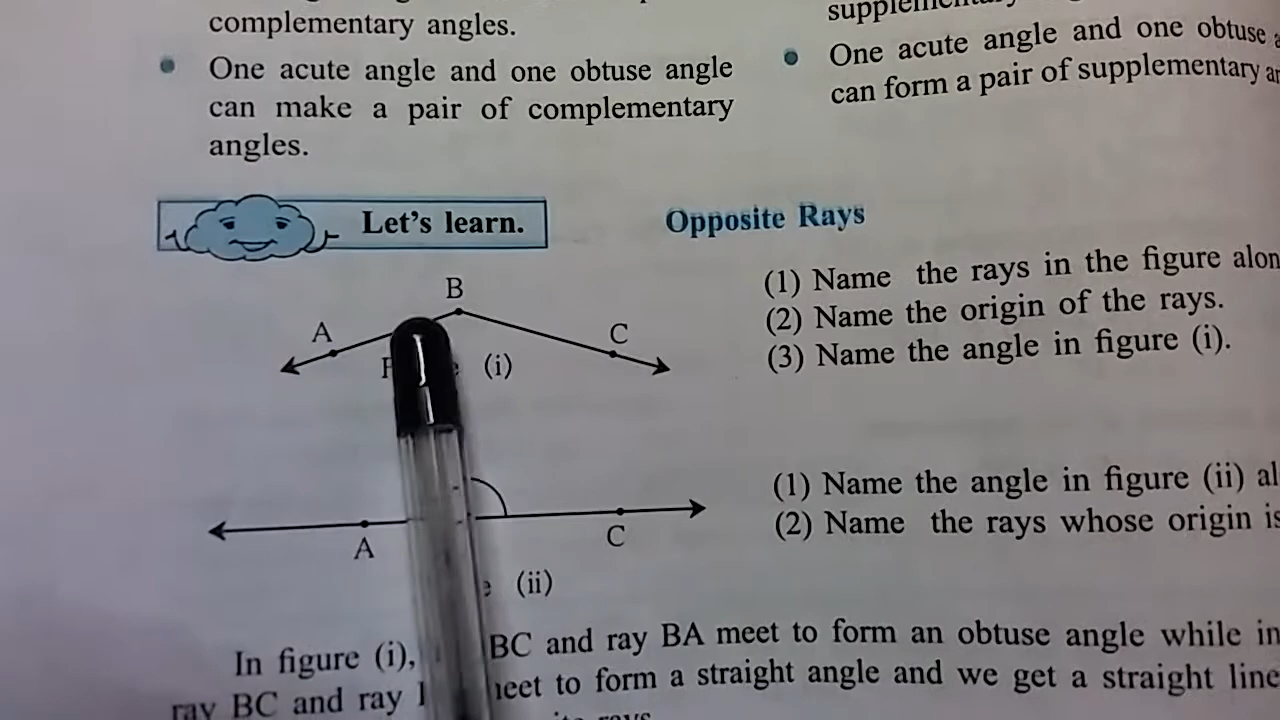 complementary angles.
• One acute angle and one obtuse angle
can make a pair of complementary
angles.
• One acute angle and one obtuse
can form a pair of supplementary
Let's learn.
Opposite Rays
B
A
C
(i)
(1) Name the rays in the figure
(2) Name the origin of the rays.
(3) Name the angle in figure (i).
A
C
(ii)
(1) Name the angle in figure (ii)
(2) Name the rays whose origin is
In figure (i), BC and ray BA meet to form an obtuse angle while in
ray BC and ray to form a straight angle and we get a straight line